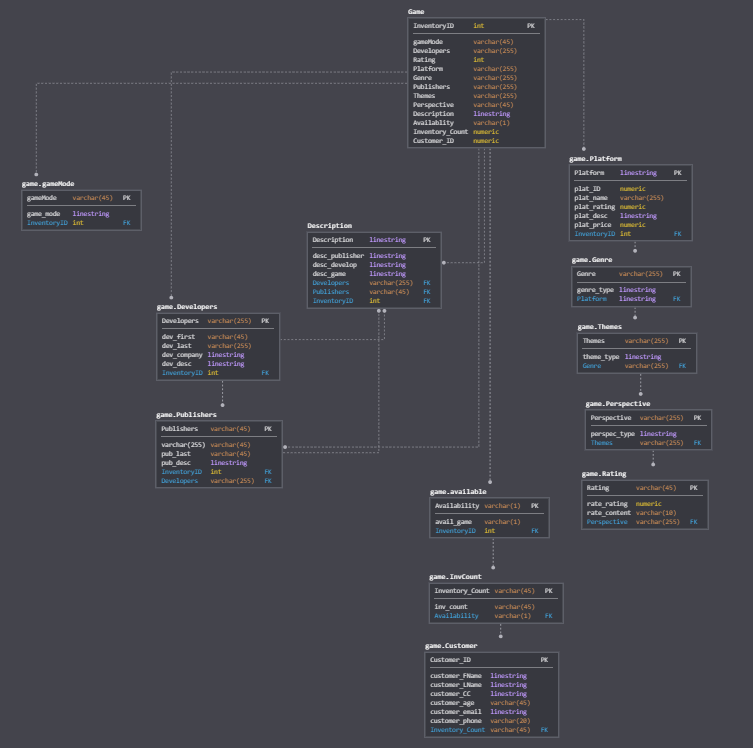 Game
InventoryID int PK
gameMode varchar(45)
Developers varchar(255)
Rating int
Platform varchar(255)
Genre varchar(255)
Publishers varchar(255)
Themes varchar(255)
Perspective varchar(45)
Description linestring
Availablity varchar(1)
Inventory_Count numeric
Customer_ID numeric
game.gameMode
gameMode varchar(45) PK
game_mode linestring
InventoryID int FK
Description
Description linestring PK
desc_publisher linestring
desc_develop linestring
desc_game linestring
Developers varchar(255) FK
Publishers varchar(45) FK
InventoryID int FK
game.Platform
Platform linestring PK
plat_ID numeric
plat_name varchar(255)
plat_rating numeric
plat_desc linestring
plat_price numeric
InventoryID int FK
game.Genre
Genre varchar(255) PK
genre_type linestring
Platform linestring FK
game.Developers
Developers varchar(255) PK
dev_first varchar(45)
dev_last varchar(255)
dev_company linestring
dev_desc linestring
InventoryID int FK
game.Themes
Themes varchar(255) PK
theme_type linestring
Genre varchar(255) FK
game.Publishers
Publishers varchar(45) PK
varchar(255) varchar(45)
pub_last varchar(45)
pub_desc linestring
InventoryID int FK
Developers varchar(255) FK
game.Perspective
Perspective varchar(255) PK
perspec_type linestring
Themes varchar(255) FK
game.Rating
Rating varchar(45) PK
rate_rating numeric
rate_content varchar(10)
Perspective varchar(255) FK
game.available
Availability varchar(1) PK
avail_game varchar(1)
InventoryID int FK
game.InvCount
Inventory_Count varchar(45) PK
inv_count varchar(45)
Availability varchar(1) FK
game.Customer
Customer_ID PK
customer_FName linestring
customer_LName linestring
customer_CC linestring
customer_age varchar(45)
customer_email linestring
customer_phone varchar(20)
Inventory_Count varchar(45) FK